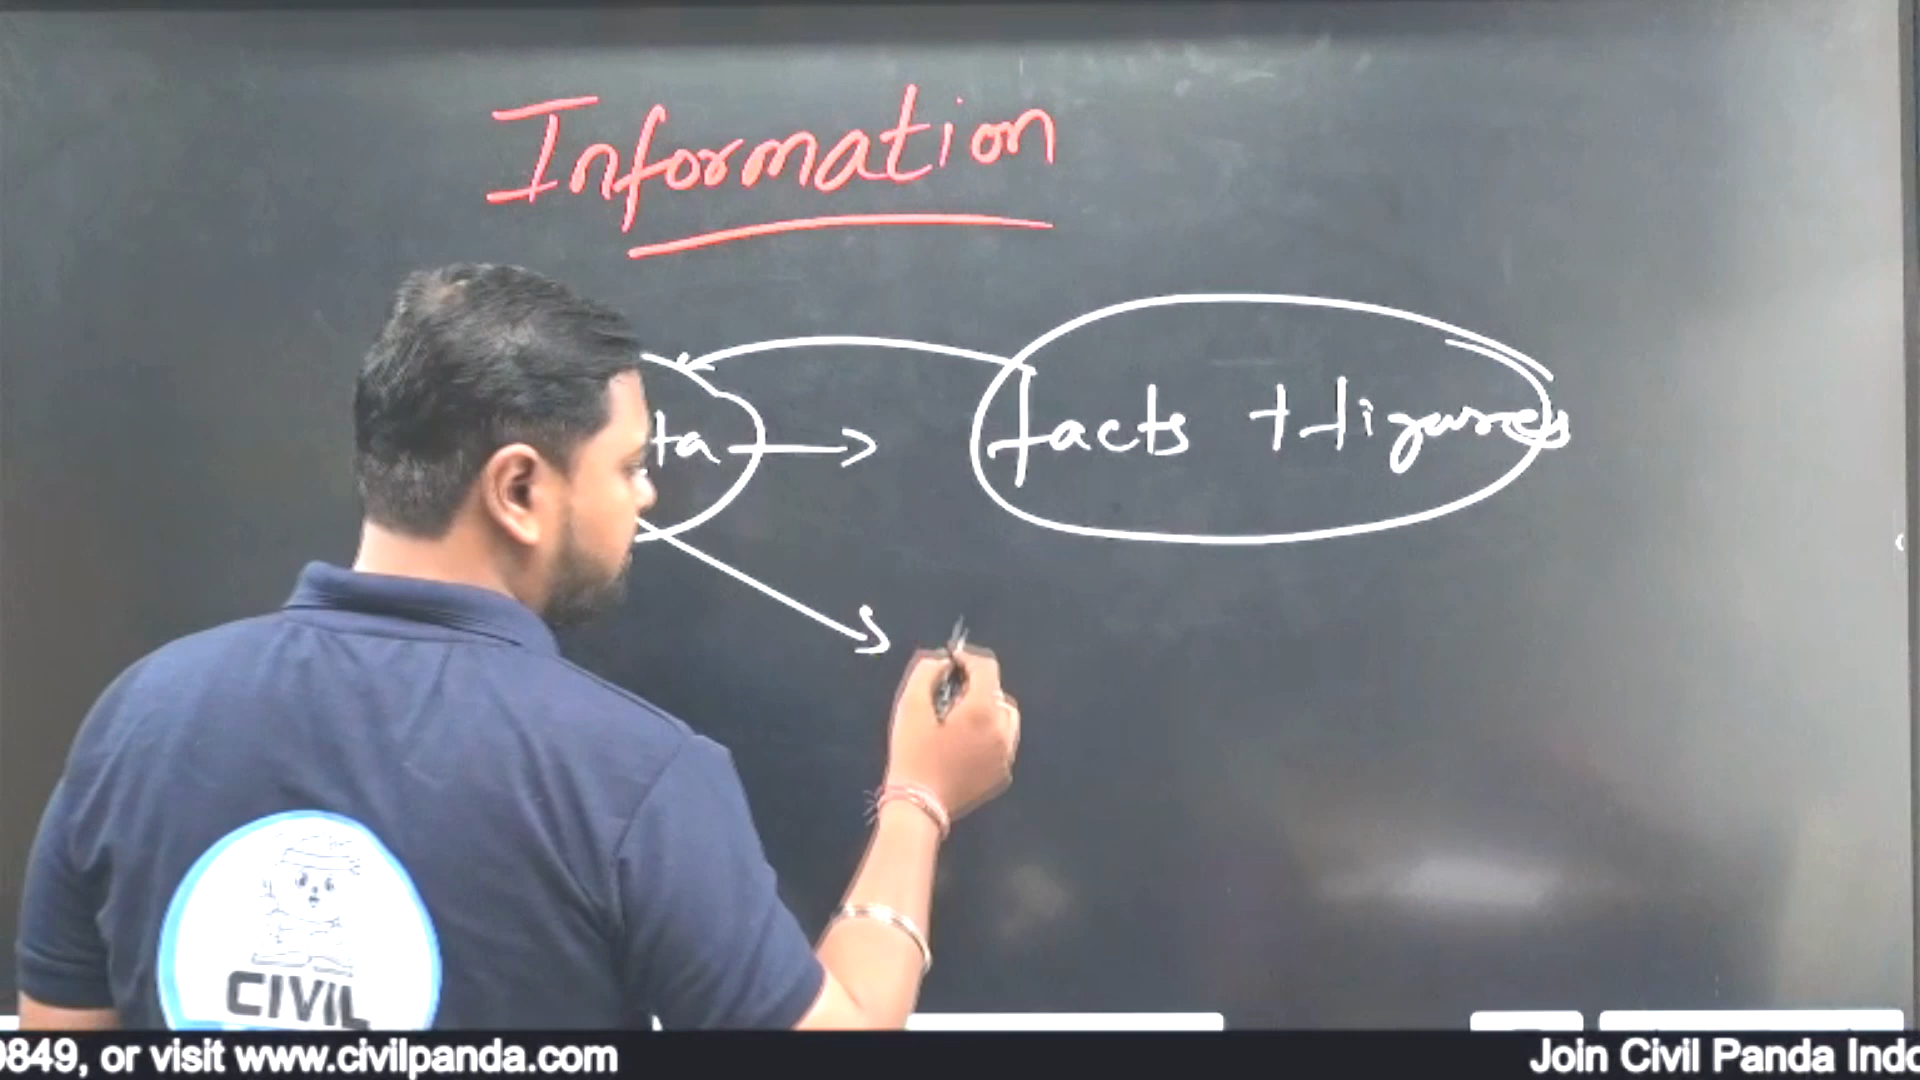 Information
ta → facts + figures
CIVIL
9849, or visit www.civilpanda.com
Join Civil Panda Indo